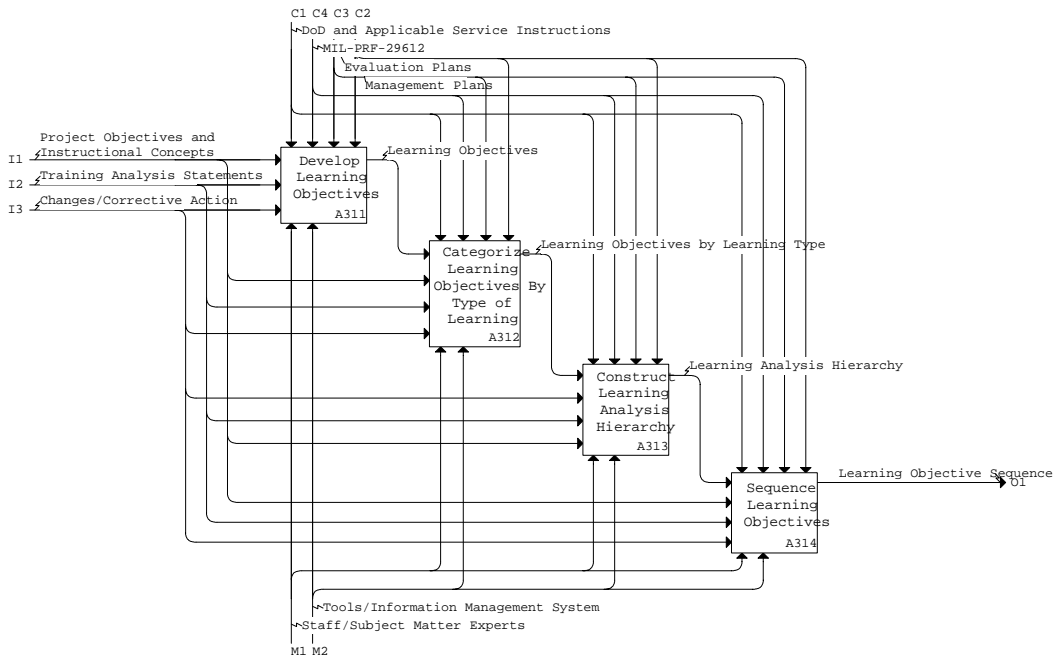 C1 C4 C3 C2
DoD and Applicable Service Instructions
MIL-PRF-29612
Evaluation Plans
Management Plans
Project Objectives and
I1 Instructional Concepts
I2 Training Analysis Statements
I3 Changes/Corrective Action
Develop
Learning
Objectives
A311
Learning Objectives
Categorize
Learning
Objectives By
Type of
Learning
A312
Learning Objectives by Learning Type
Construct
Learning
Analysis
Hierarchy
A313
Learning Analysis Hierarchy
Sequence
Learning
Objectives
A314
Learning Objective Sequence
O1
Tools/Information Management System
Staff/Subject Matter Experts
M1 M2